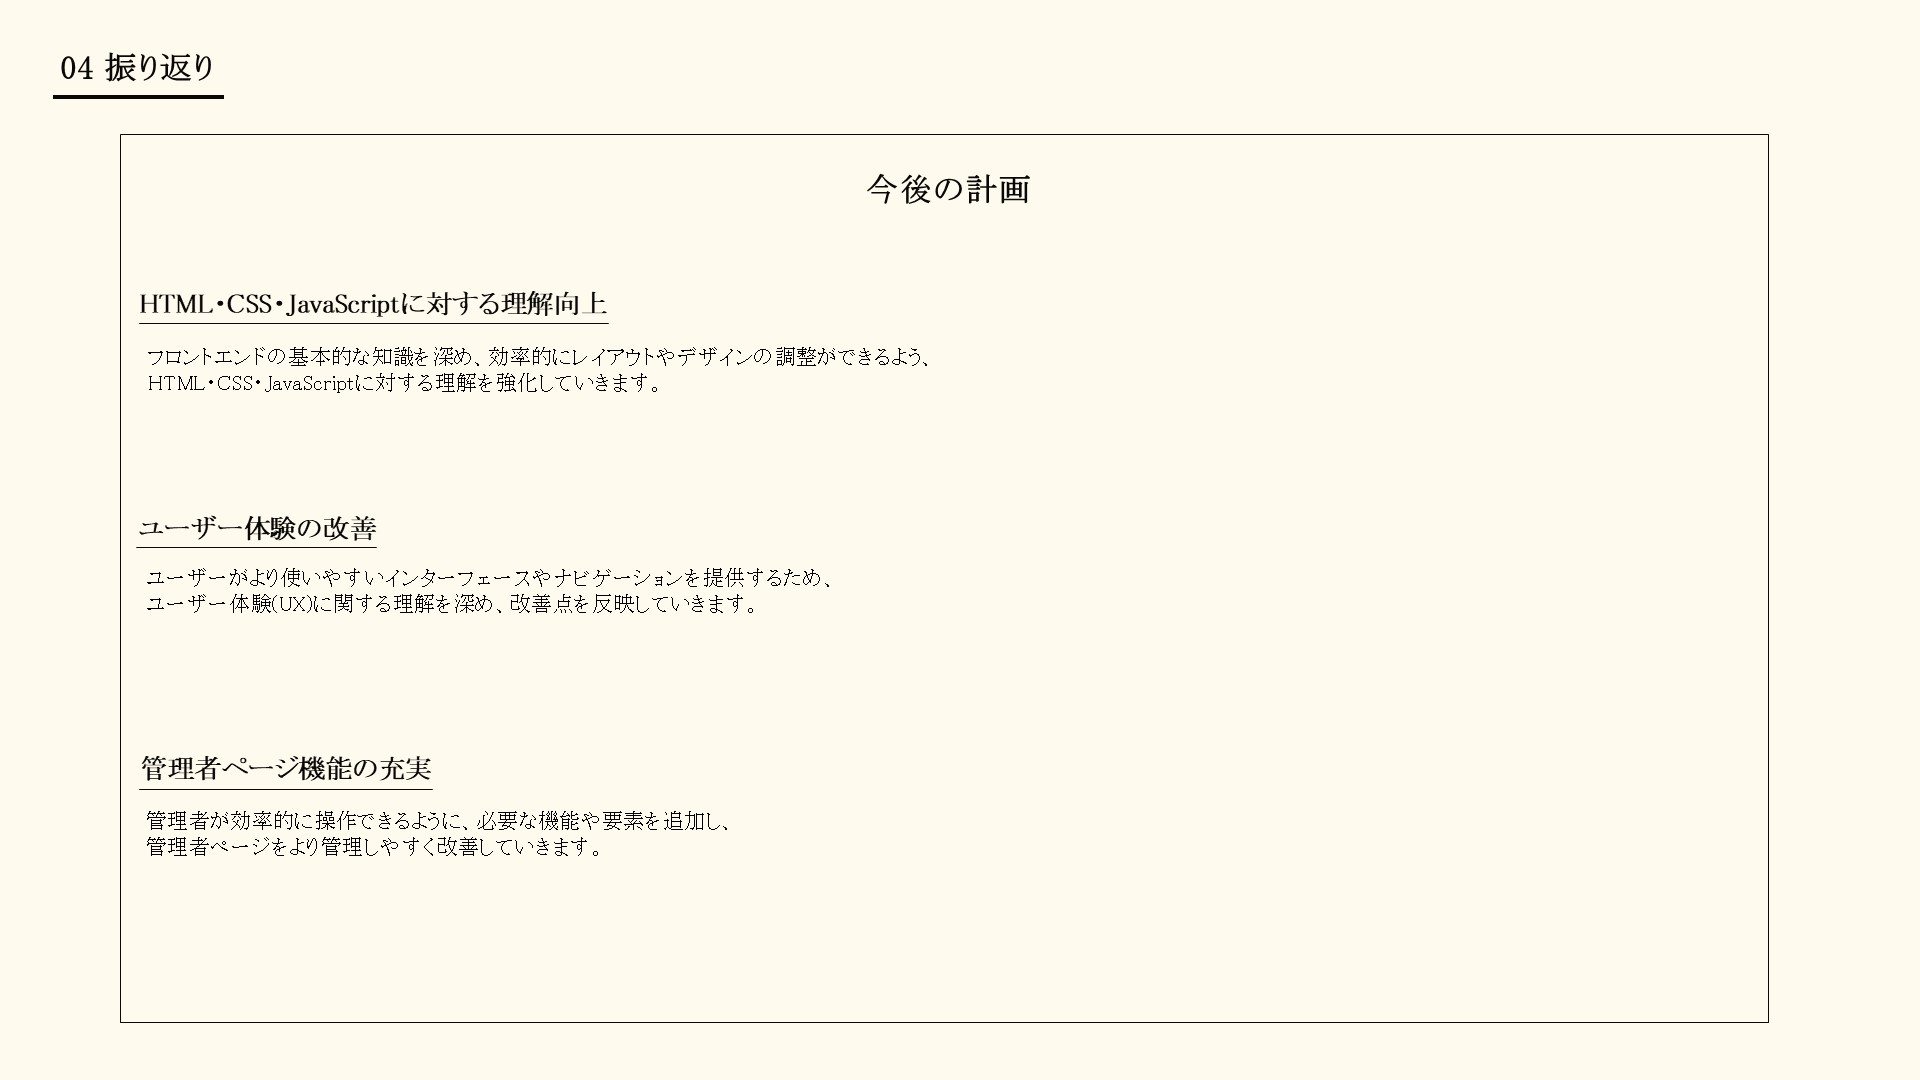 04 振り返り
今後の計画
HTML・CSS・JavaScriptに対する理解向上
フロントエンドの基本的な知識を深め、効率的にレイアウトやデザインの調整ができるよう、
HTML・CSS・JavaScriptに対する理解を強化していきます。
ユーザー体験の改善
ユーザーがより使いやすいインターフェースやナビゲーションを提供するため、
ユーザー体験(UX)に関する理解を深め、改善点を反映していきます。
管理者ページ機能の充実
管理者が効率的に操作できるように、必要な機能や要素を追加し、
管理者ページをより管理しやすく改善していきます。